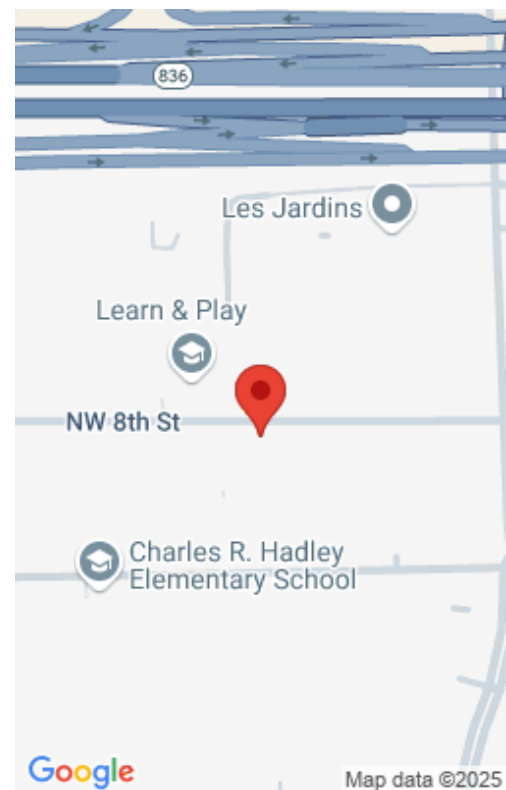 836
Les Jardins
Learn & Play
NW 8th St
Charles R. Hadley
Elementary School
Google
Map data ©2025